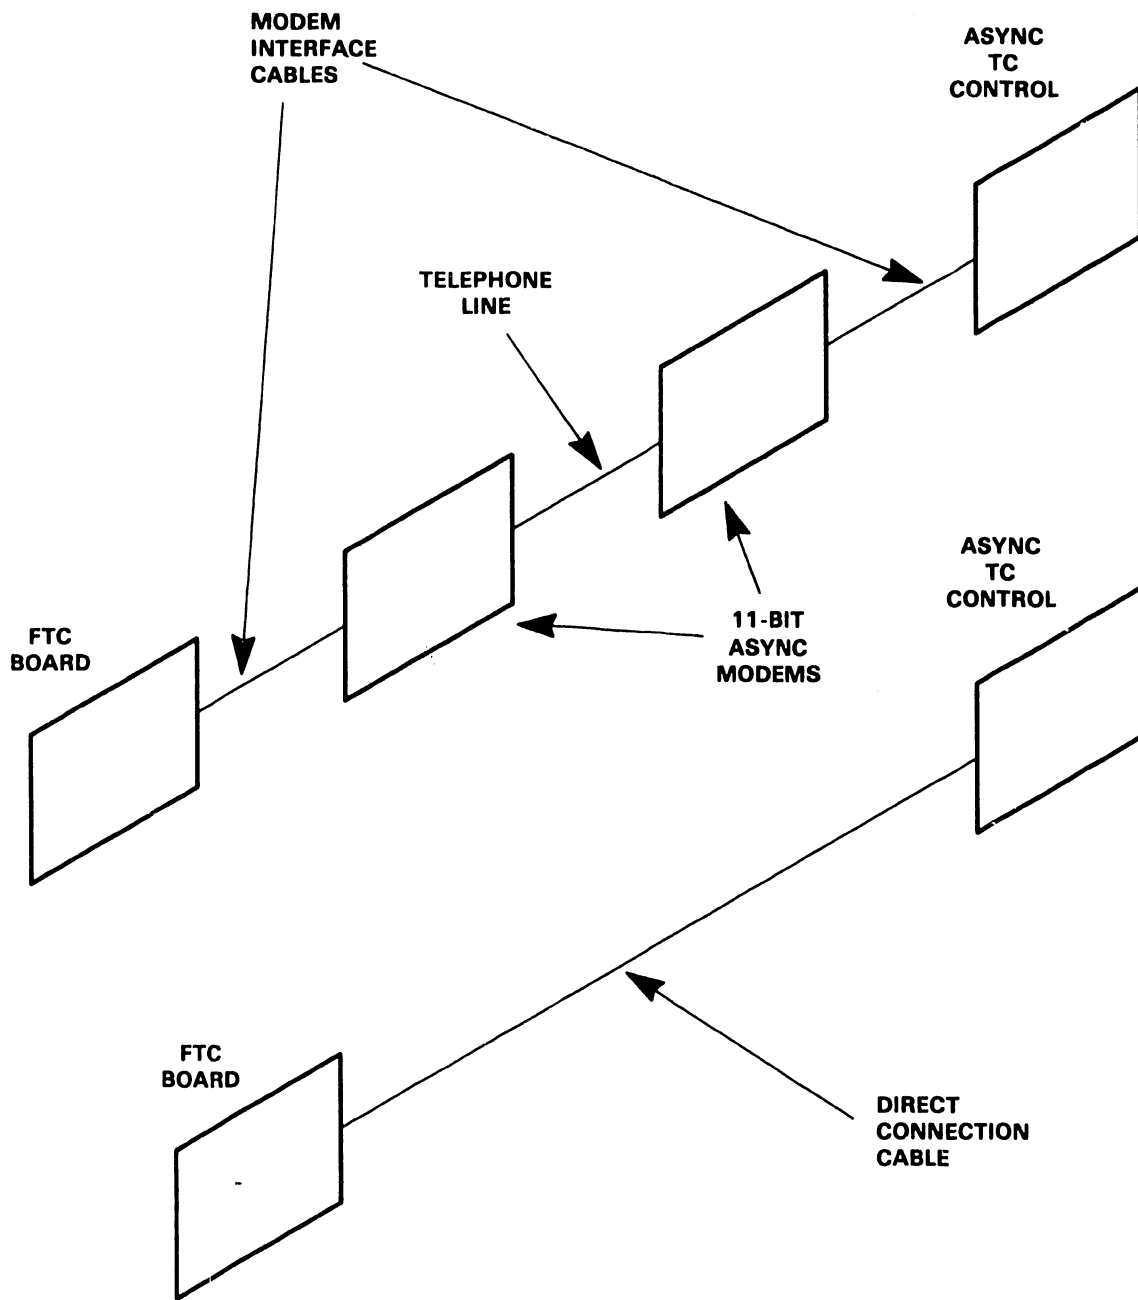 MODEM
INTERFACE
CABLES
ASYNC
TC
CONTROL
TELEPHONE
LINE
ASYNC
TC
CONTROL
11-BIT
ASYNC
MODEMS
FTC
BOARD
FTC
BOARD
DIRECT
CONNECTION
CABLE